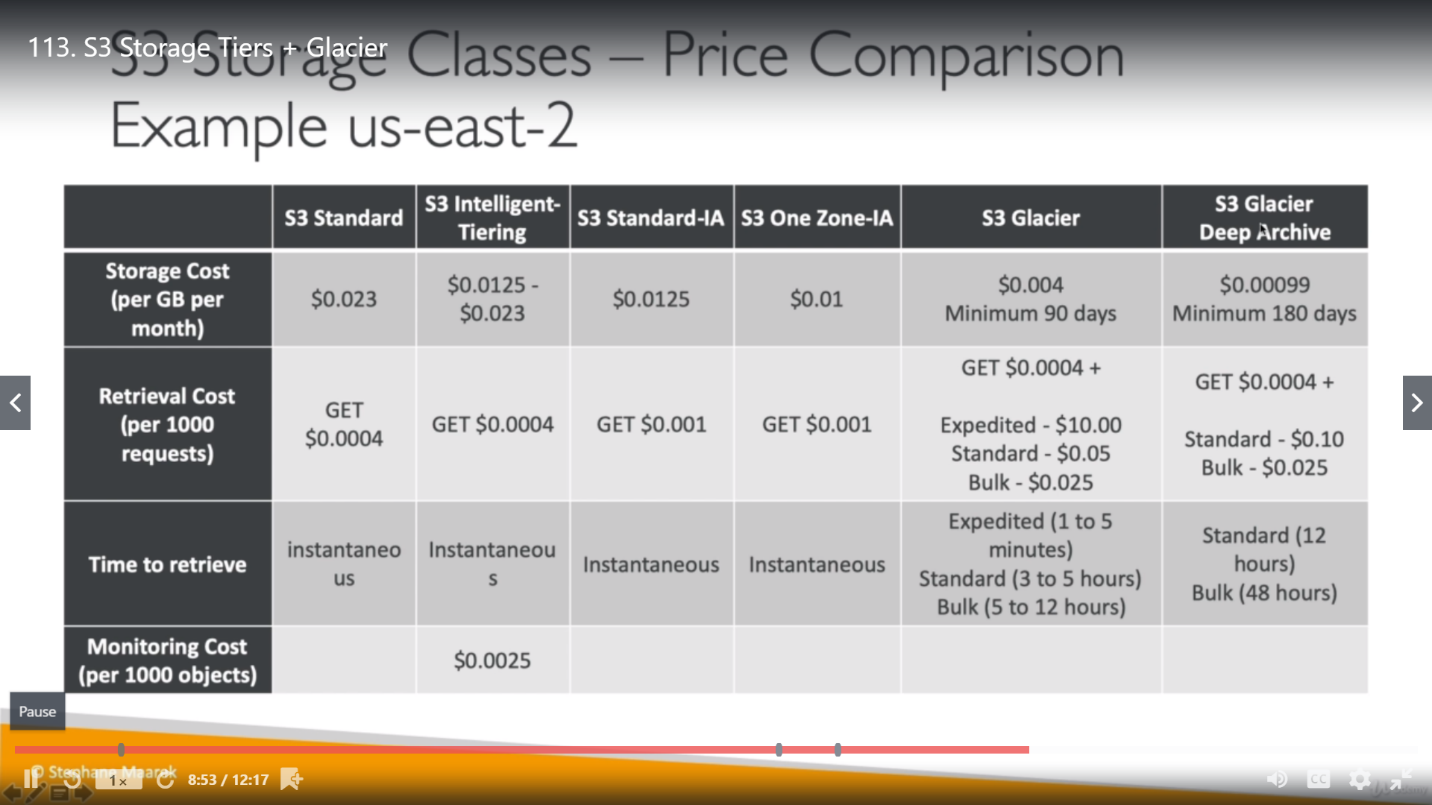 113. S3 Storage Tiers + Glacier
S3 Storage Classes – Price Comparison
Example us-east-2
S3 Standard
S3 Intelligent-
Tiering
S3 Standard-IA
S3 One Zone-IA
S3 Glacier
S3 Glacier
Deep Archive
Storage Cost
(per GB per
month)
$0.023
$0.0125 -
$0.023
$0.0125
$0.01
$0.004
Minimum 90 days
$0.00099
Minimum 180 days
Retrieval Cost
(per 1000
requests)
GET
$0.0004
GET $0.0004
GET $0.001
GET $0.001
GET $0.0004 +
Expedited - $10.00
Standard - $0.05
Bulk - $0.025
GET $0.0004 +
Standard - $0.10
Bulk - $0.025
Time to retrieve
instantaneo
us
Instantaneou
s
Instantaneous
Instantaneous
Expedited (1 to 5
minutes)
Standard (3 to 5 hours)
Bulk (5 to 12 hours)
Standard (12
hours)
Bulk (48 hours)
Monitoring Cost
(per 1000 objects)
$0.0025
Pause
© Stephane Maarek
1x
8:53 / 12:17
CC